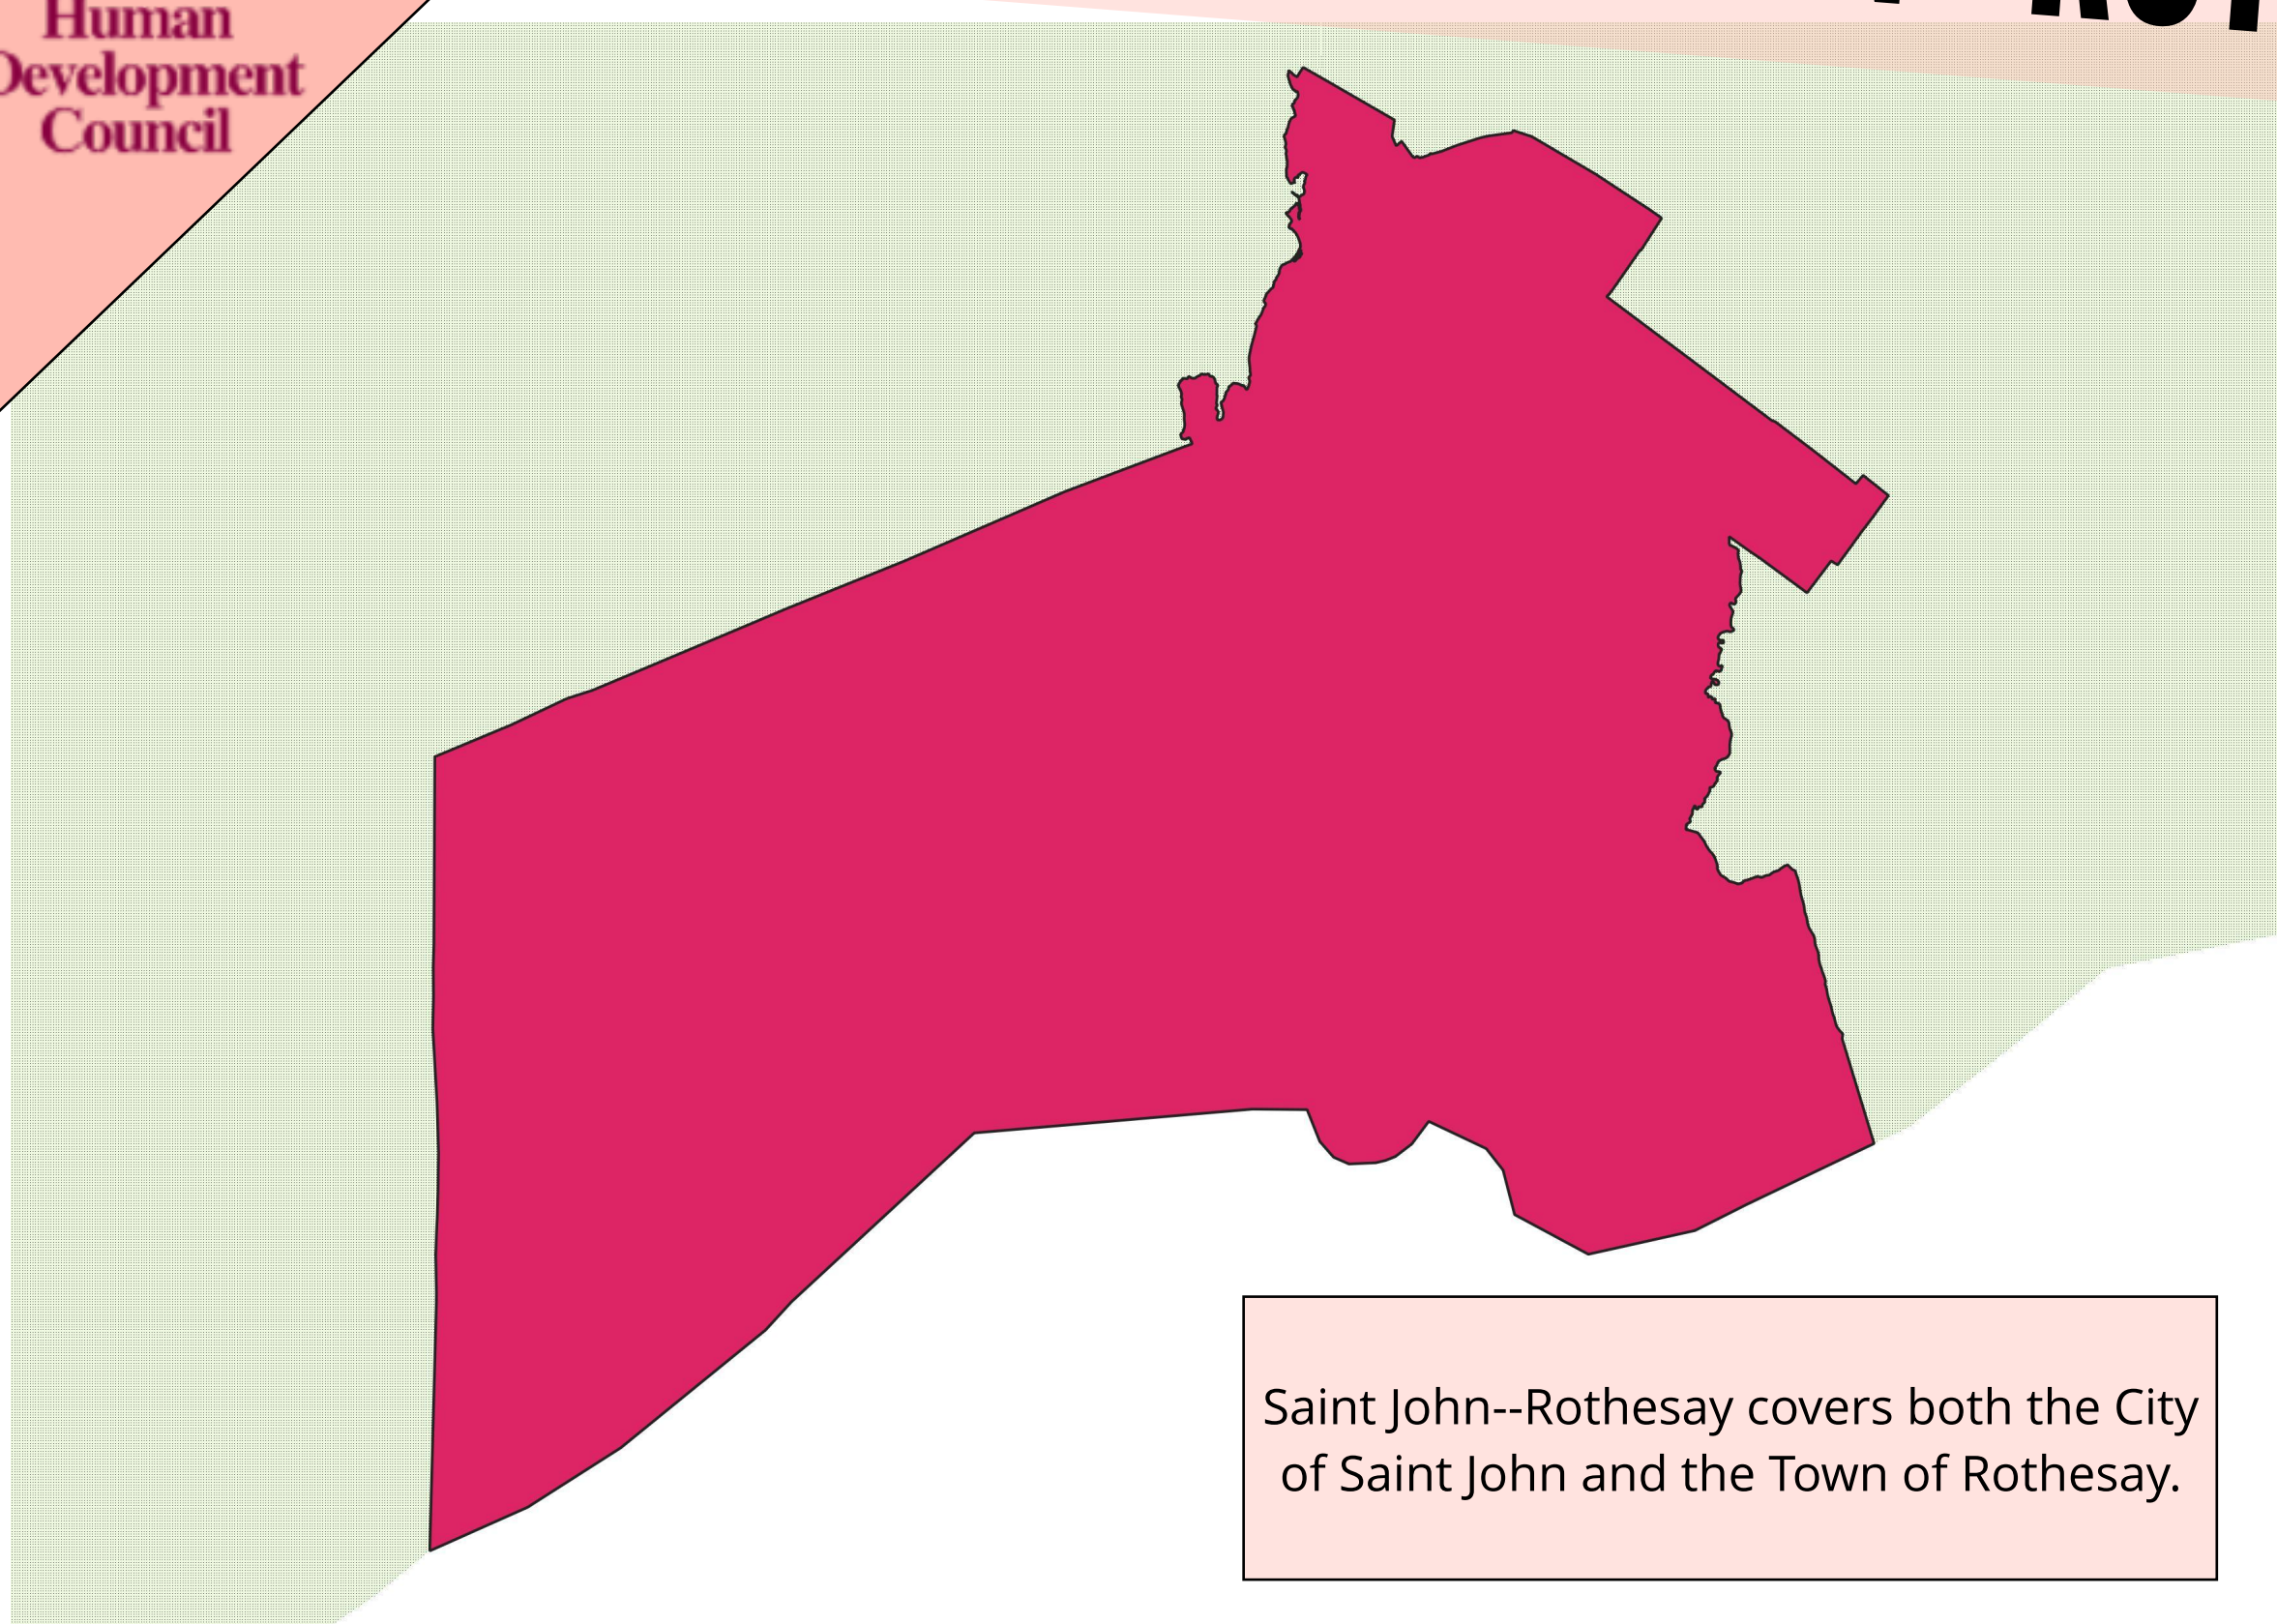 Human
Development
Council
Saint John--Rothesay covers both the City
of Saint John and the Town of Rothesay.